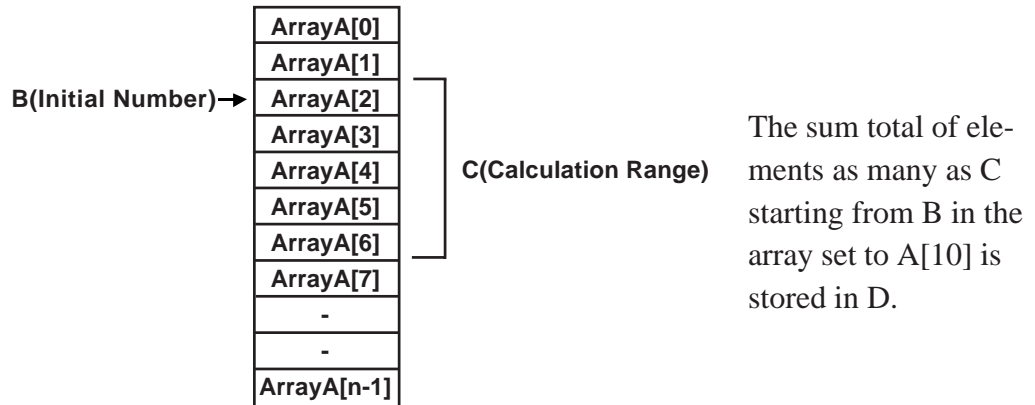 ArrayA[0]
ArrayA[1]
B(Initial Number)
ArrayA[2]
ArrayA[3]
ArrayA[4]
C(Calculation Range)
ArrayA[5]
ArrayA[6]
ArrayA[7]
-
-
ArrayA[n-1]
The sum total of ele-
ments as many as C
starting from B in the
array set to A[10] is
stored in D.